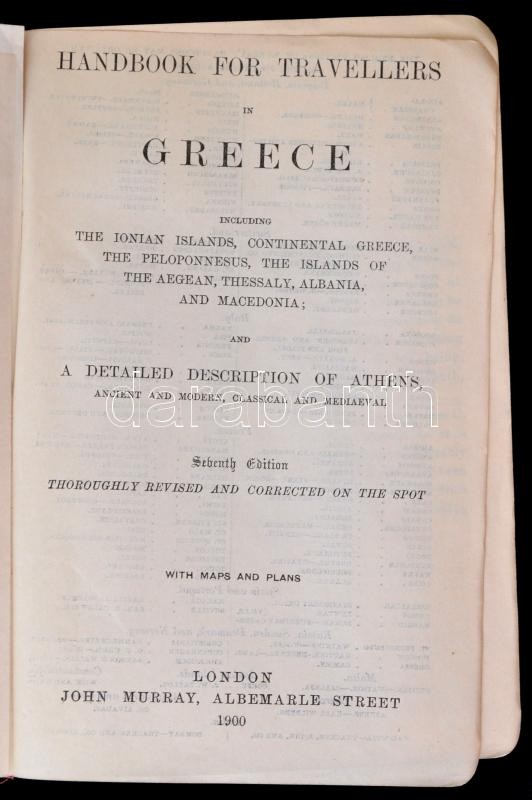 HANDBOOK FOR TRAVELLERS
IN
GREECE
INCLUDING
THE IONIAN ISLANDS, CONTINENTAL GREECE,
THE PELOPONNESUS, THE ISLANDS OF
THE AEGEAN, THESSALY, ALBANIA,
AND MACEDONIA;
AND
A DETAILED DESCRIPTION OF ATHENS,
ANCIENT AND MODERN, CLASSICAL AND MEDIAEVAL
darabanth
Seventh Edition
THOROUGHLY REVISED AND CORRECTED ON THE SPOT
WITH MAPS AND PLANS
LONDON
JOHN MURRAY, ALBEMARLE STREET
1900